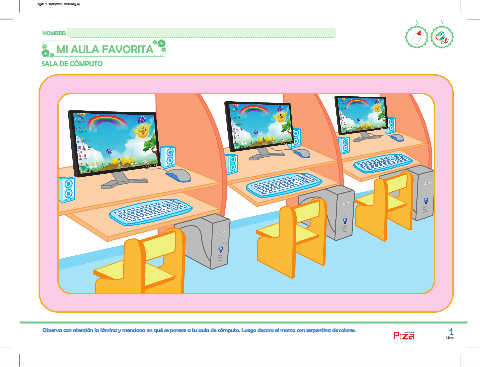 NOMBRE:
MI AULA FAVORITA
SALA DE CÓMPUTO
Observa con atención la lámina y menciona en qué se parece a tu aula de cómputo. Luego decora el marco con serpentina de colores.
Pizza
1